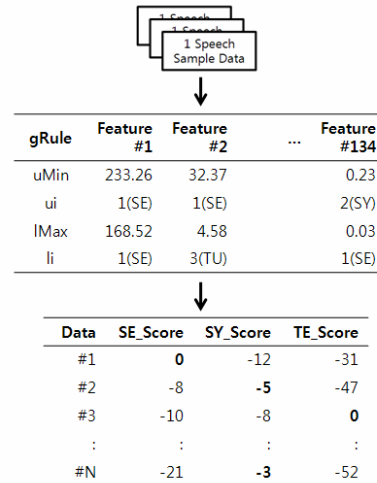 1 Speech
1 Speech
Sample Data
gRule Feature #1 Feature #2 ... Feature #134
uMin 233.26 32.37 0.23
ui 1(SE) 1(SE) 2(SY)
lMax 168.52 4.58 0.03
li 1(SE) 3(TU) 1(SE)
Data SE_Score SY_Score TE_Score
#1 0 -12 -31
#2 -8 -5 -47
#3 -10 -8 0
: : : :
#N -21 -3 -52